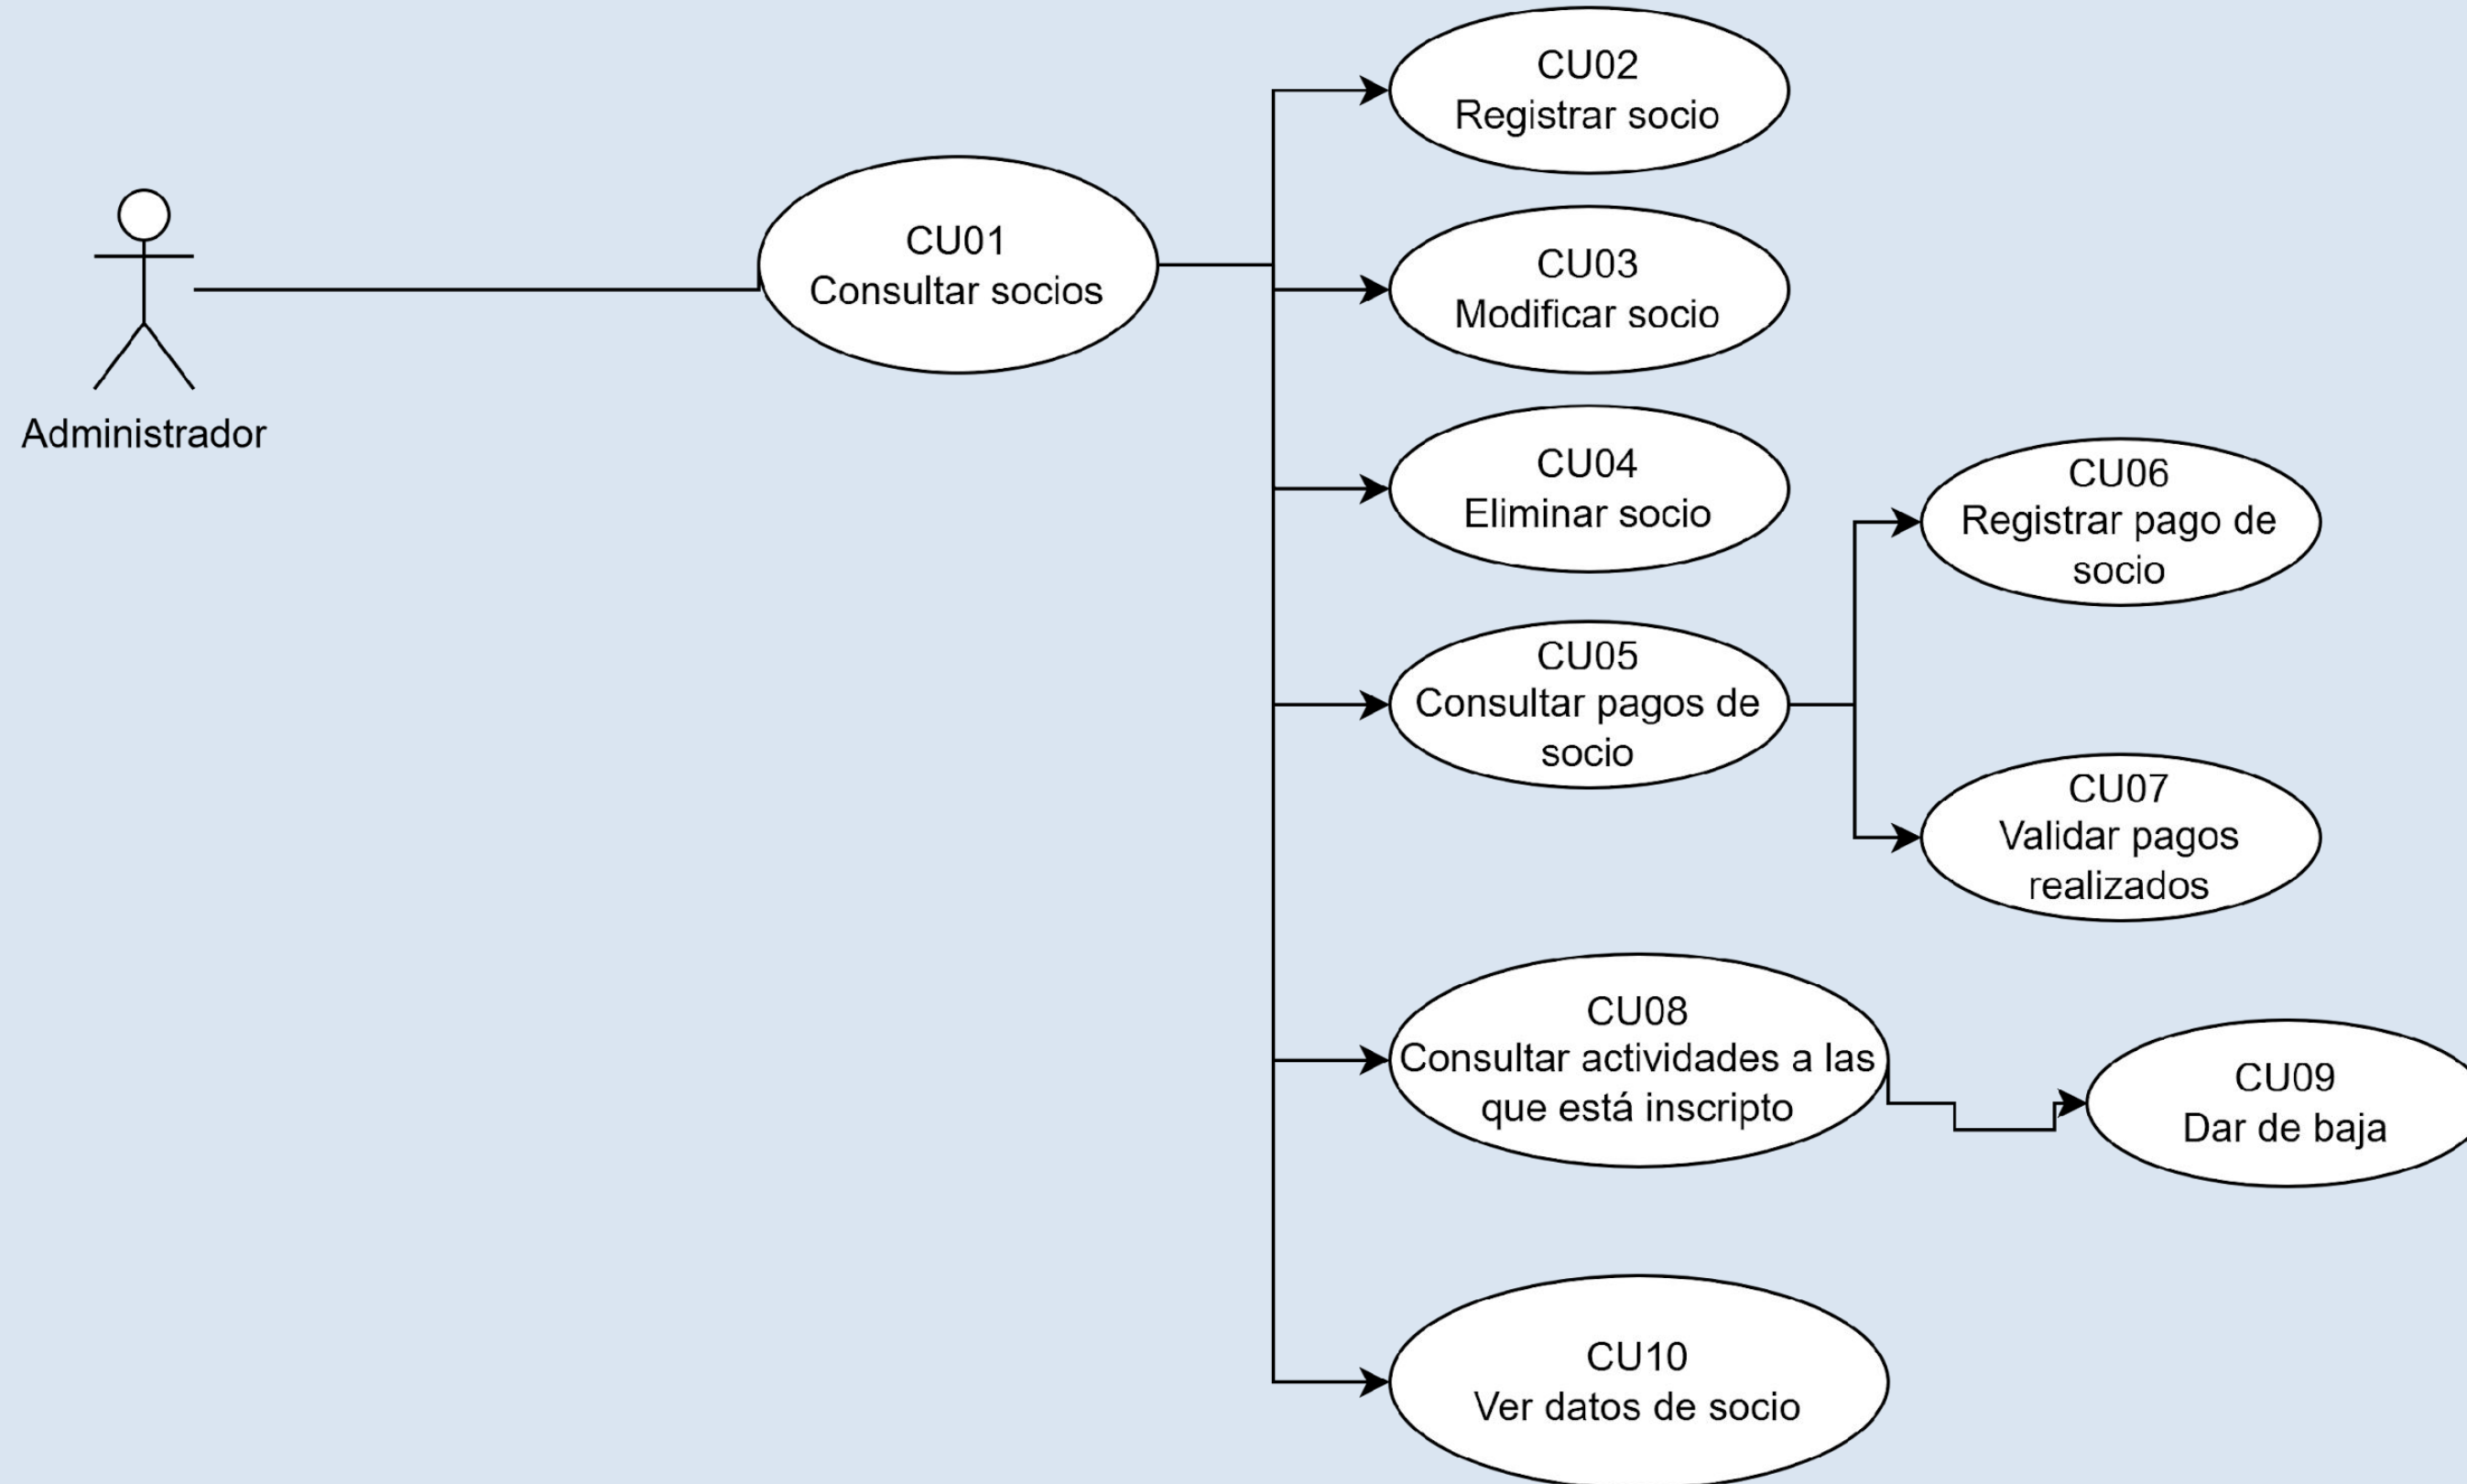 CU02
Registrar socio
CU01
Consultar socios
CU03
Modificar socio
Administrador
CU04
Eliminar socio
CU06
Registrar pago de
socio
CU05
Consultar pagos de
socio
CU07
Validar pagos
realizados
CU08
Consultar actividades a las
que está inscripto
CU09
Dar de baja
CU10
Ver datos de socio